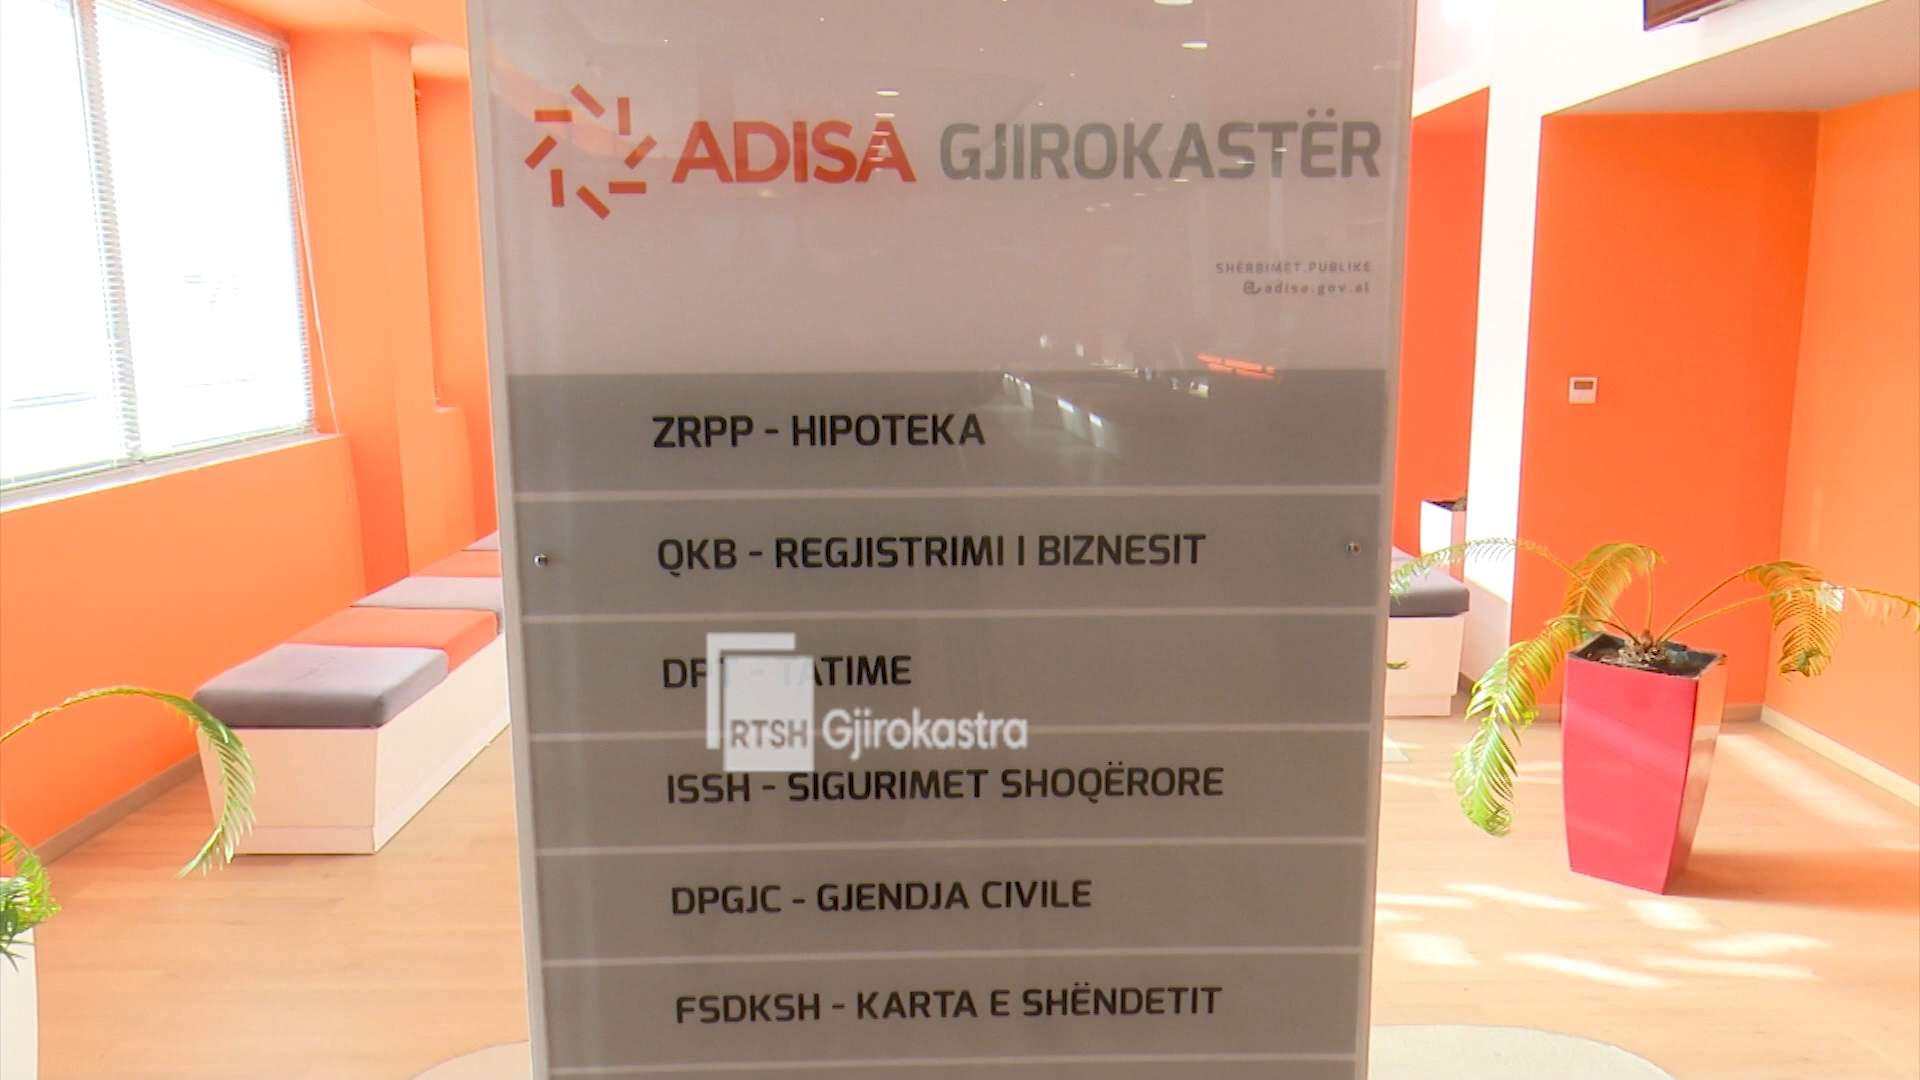 ADISA GJIROKASTËR
SHËRBIMET.PUBLIKE
@adisa.gov.al
ZRPP - HIPOTEKA
QKB - REGJISTRIMI I BIZNESIT
TATIME
RTSH Gjirokastra
ISSH - SIGURIMET SHOQËRORE
DPGJC - GJENDJA CIVILE
FSDKSH - KARTA E SHËNDETIT